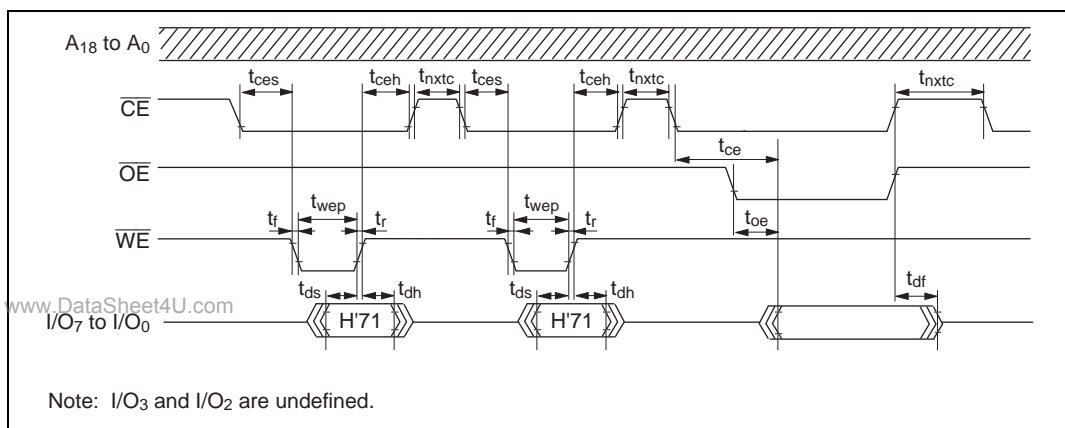 A18 to A0
tces tceh tnxtc tces tceh tnxtc tnxtc
CE
tce
OE
twep twep
tf tr tf tr toe
WE
tds tdh tds tdh tdf
www.DataSheet4U.com
I/O7 to I/O0 H'71 H'71
Note: I/O3 and I/O2 are undefined.